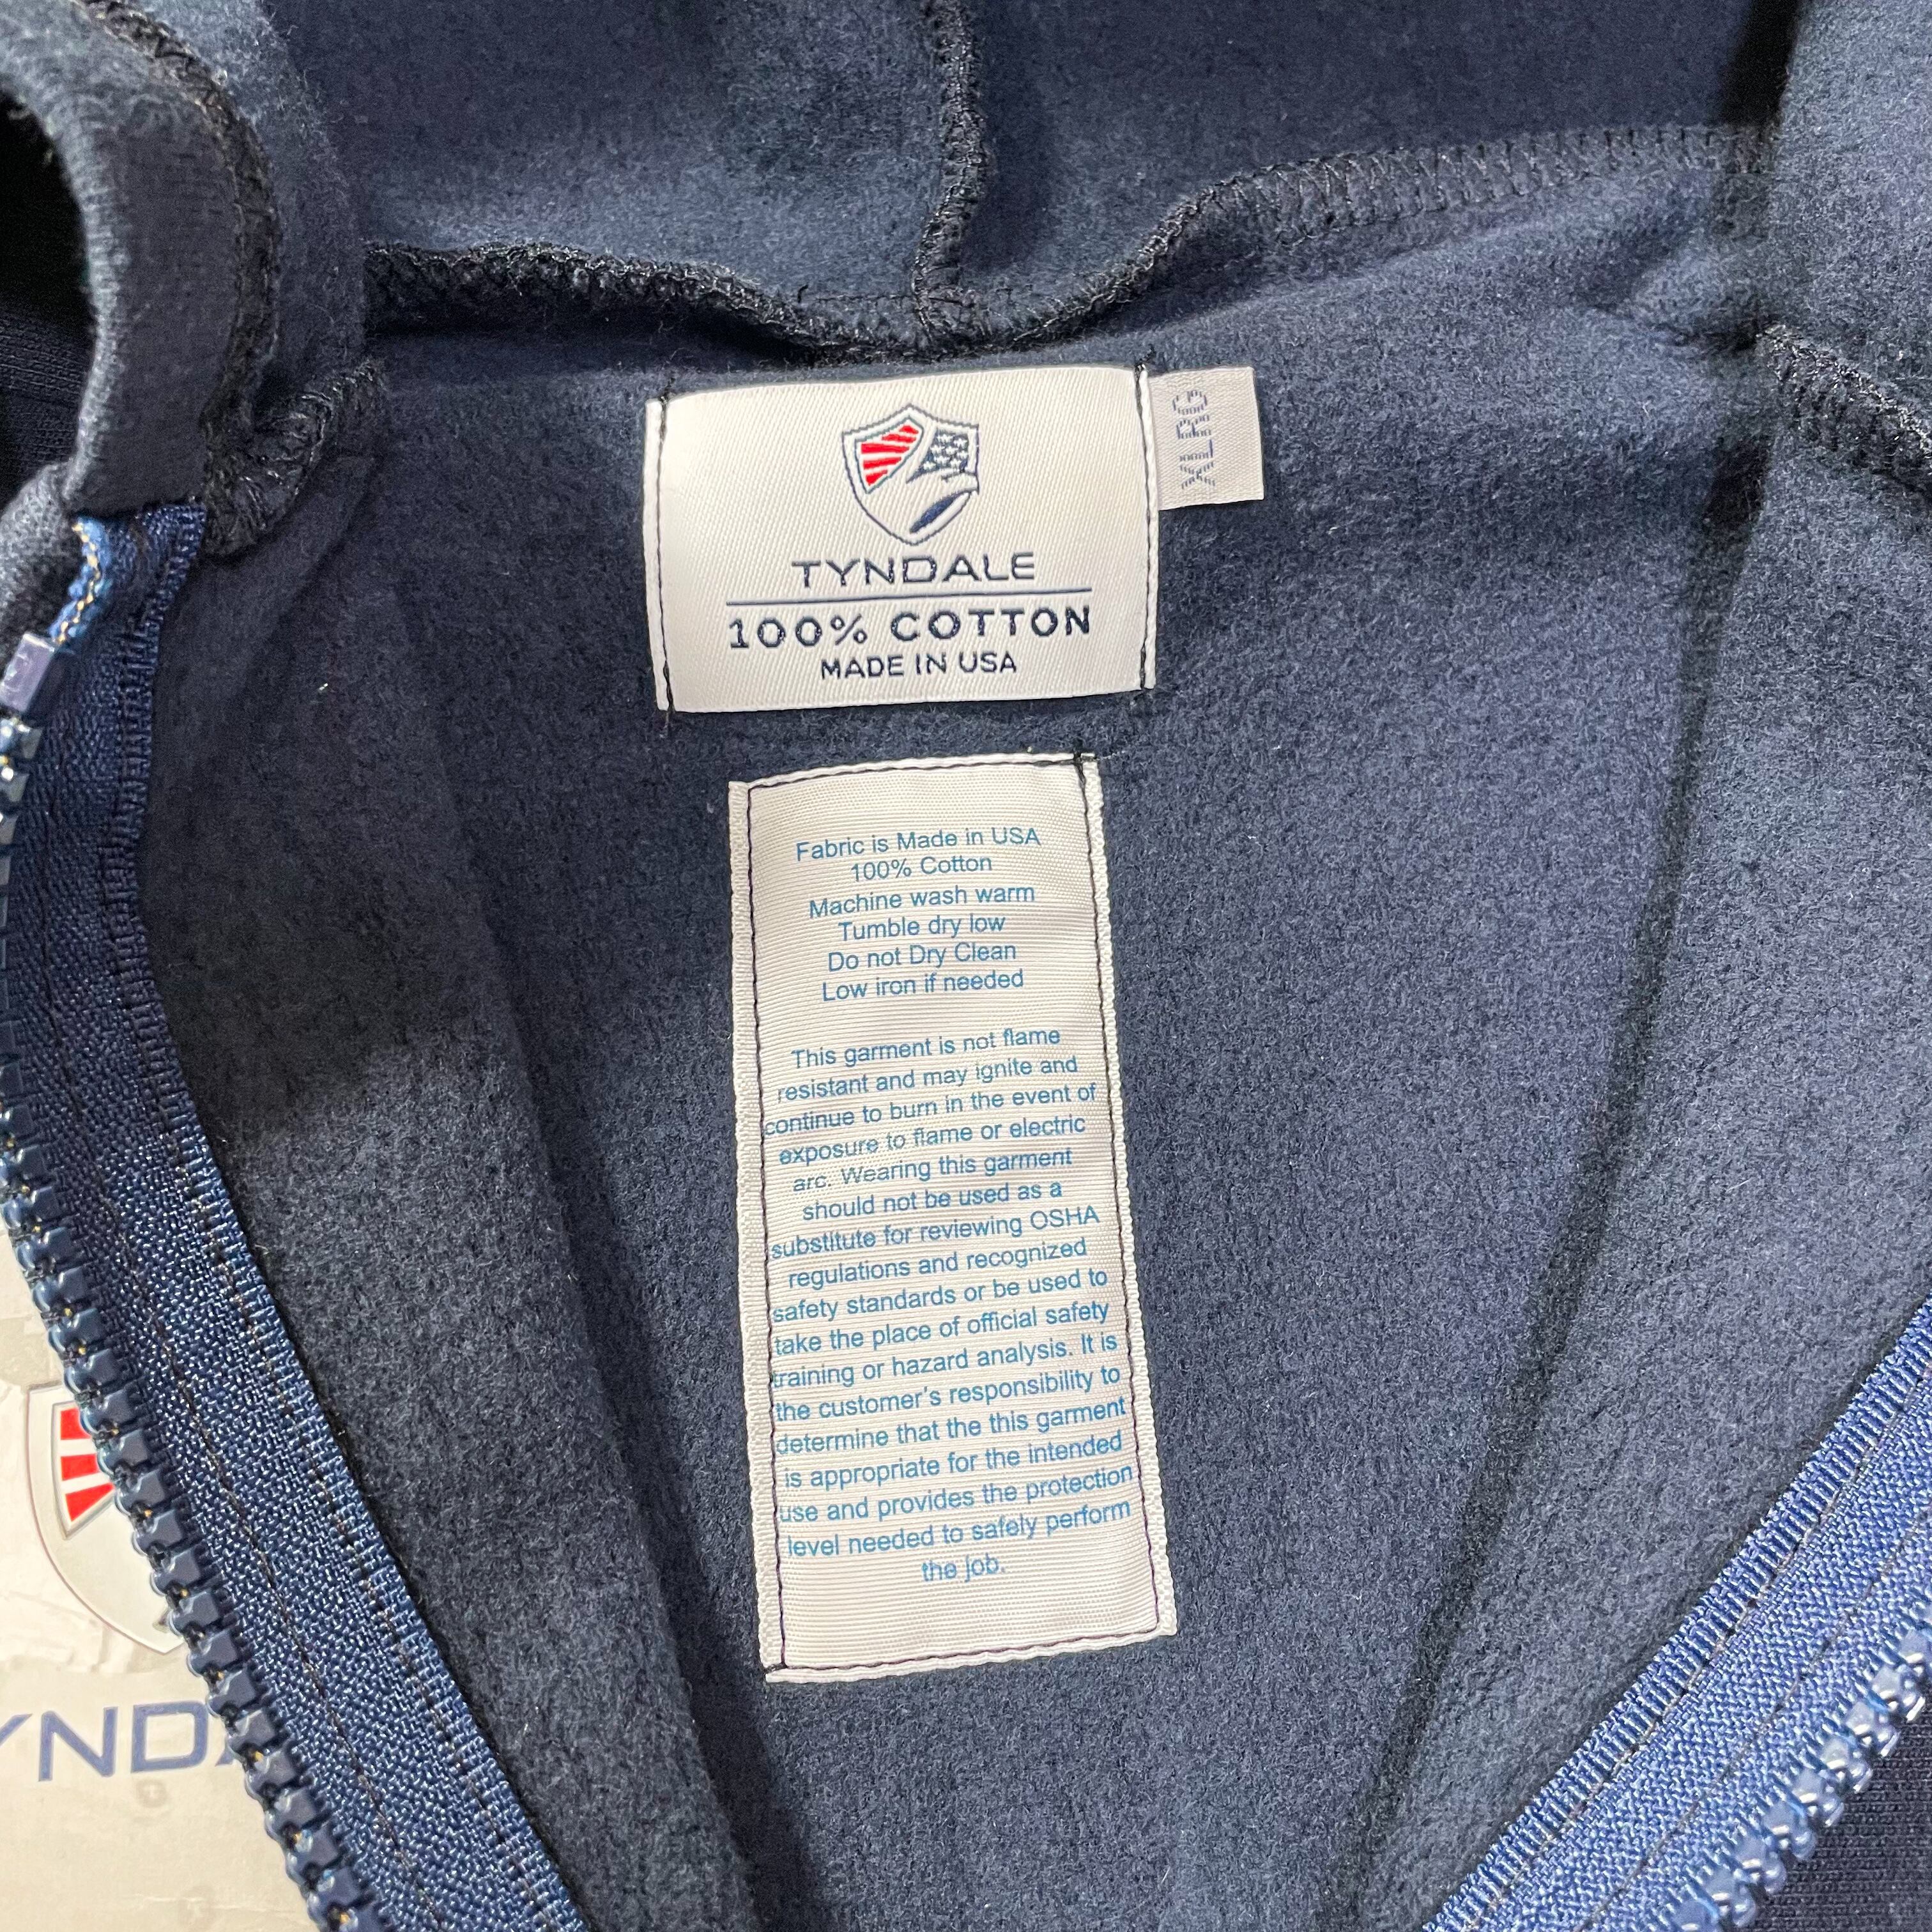 TYNDALE
100% COTTON
MADE IN USA
XLRG
Fabric is Made in USA
100% Cotton
Machine wash warm
Tumble dry low
Do not Dry Clean
Low iron if needed
This garment is not flame
resistant and may ignite and
continue to burn in the event of
exposure to flame or electric
arc. Wearing this garment
should not be used as a
substitute for reviewing OSHA
regulations and recognized
safety standards or be used to
take the place of official safety
training or hazard analysis. It is
the customer's responsibility to
determine that the this garment
is appropriate for the intended
use and provides the protection
level needed to safely perform
the job.
YNDA